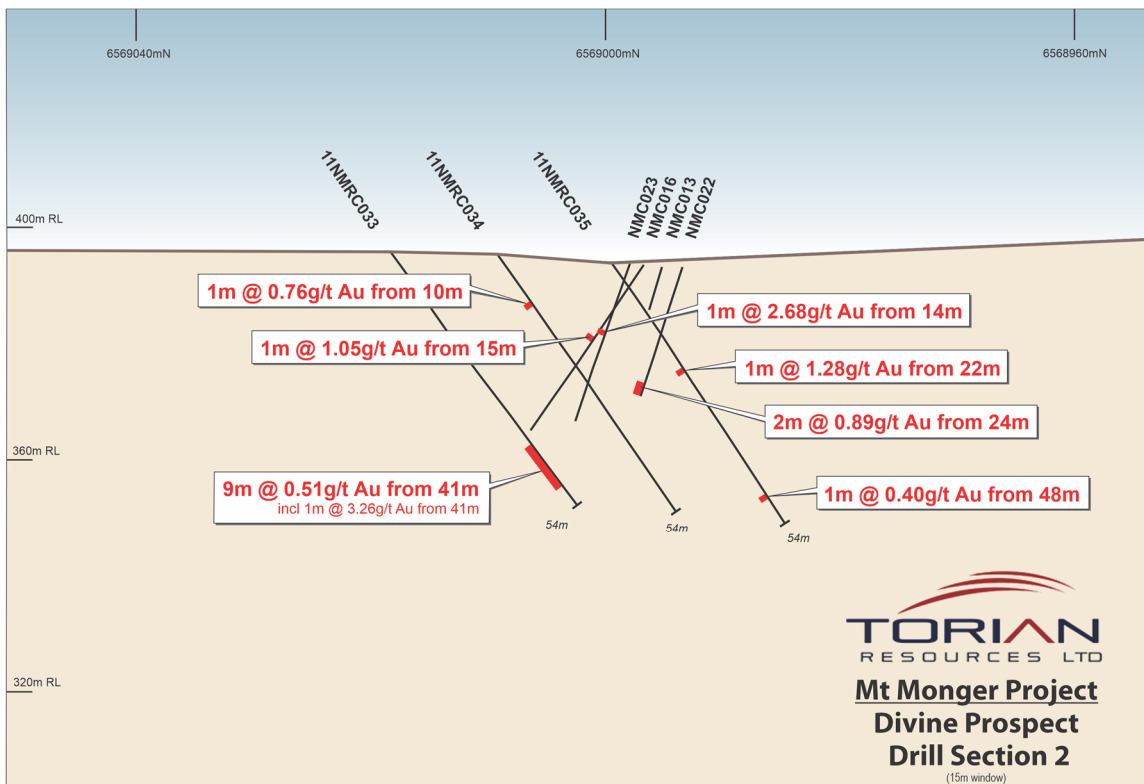 6569040mN
6569000mN
6568960mN
11NMRC033
11NMRC034
11NMRC035
NMC023
NMC016
NMC013
NMC022
400m RL
1m @ 0.76g/t Au from 10m
1m @ 2.68g/t Au from 14m
1m @ 1.05g/t Au from 15m
1m @ 1.28g/t Au from 22m
2m @ 0.89g/t Au from 24m
360m RL
9m @ 0.51g/t Au from 41m
incl 1m @ 3.26g/t Au from 41m
1m @ 0.40g/t Au from 48m
54m
54m
54m
320m RL
TORIAN
RESOURCES LTD
Mt Monger Project
Divine Prospect
Drill Section 2
(15m window)